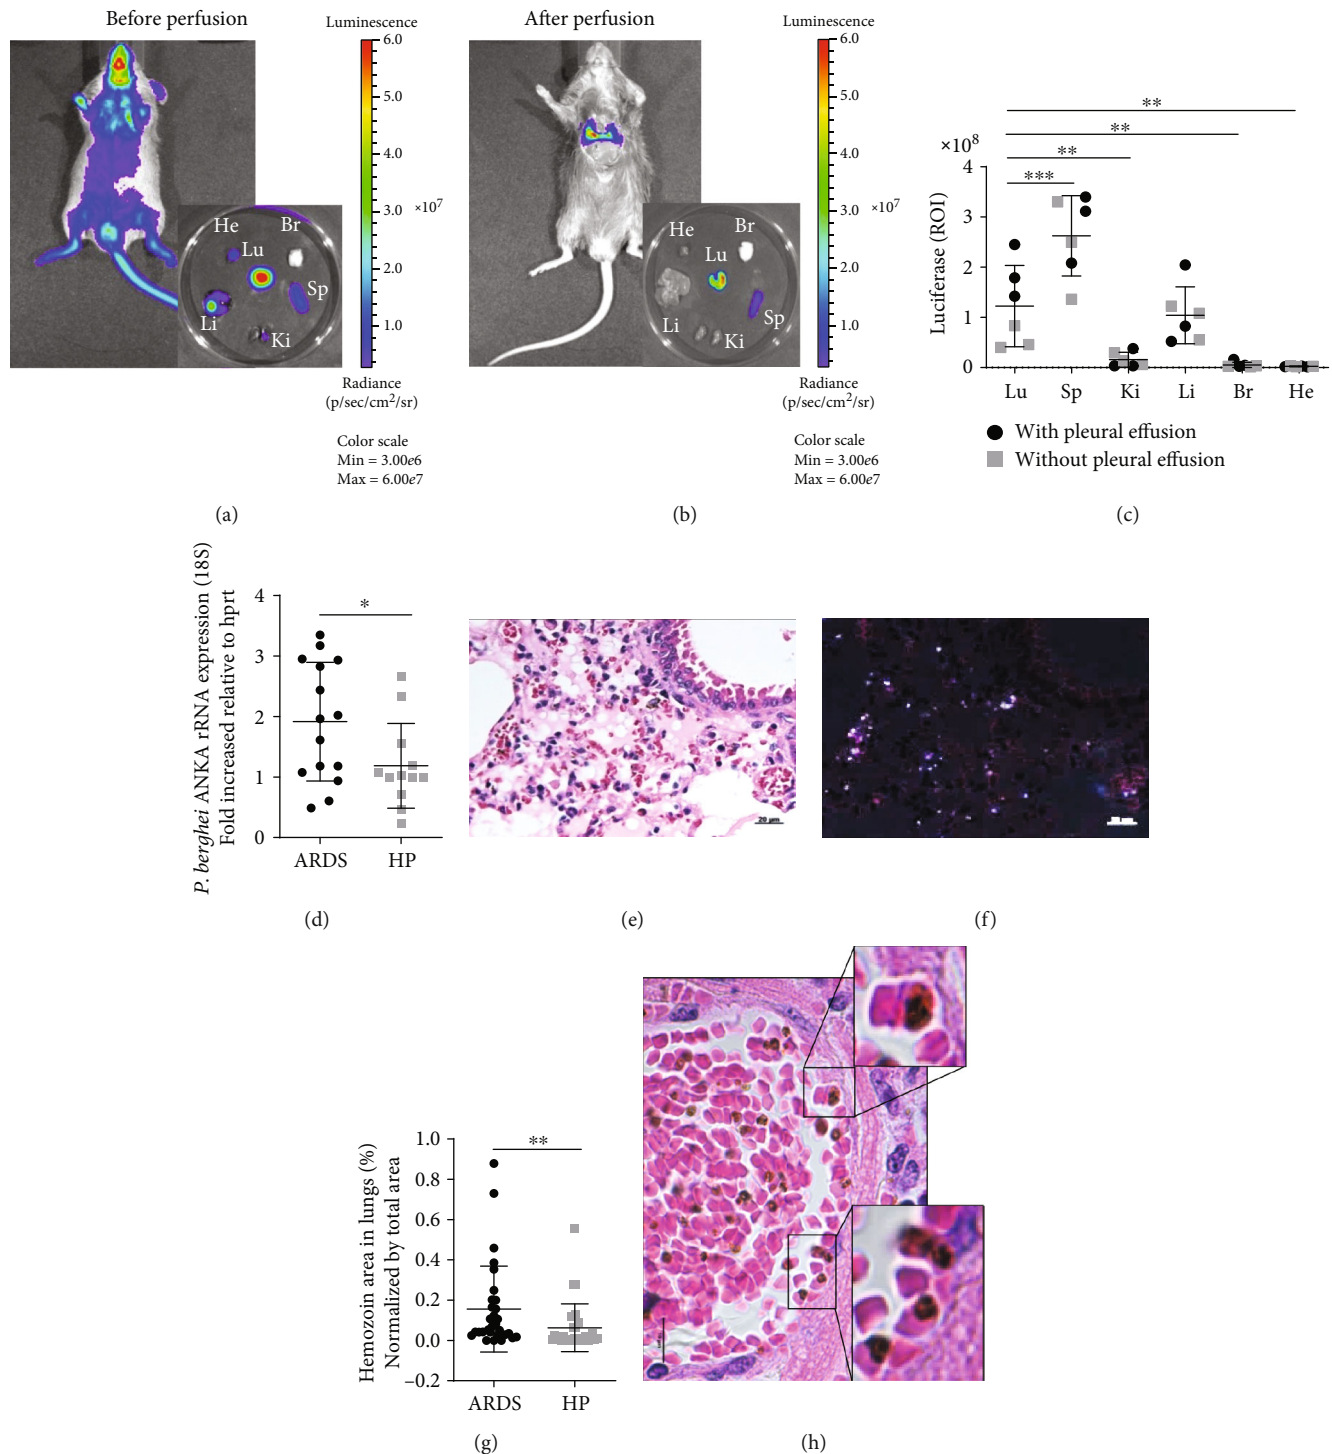 Before perfusion
Luminescence
6.0
5.0
4.0
3.0
×10⁷
2.0
1.0
He
Br
Lu
Sp
Li
Ki
Radiance
(p/sec/cm²/sr)
Color scale
Min = 3.00e6
Max = 6.00e7
(a)
After perfusion
Luminescence
6.0
5.0
4.0
3.0
×10⁷
2.0
1.0
He
Br
Lu
Sp
Li
Ki
Radiance
(p/sec/cm²/sr)
Color scale
Min = 3.00e6
Max = 6.00e7
(b)
**
**
**
***
×10⁸
4
3
2
1
0
Luciferase (ROI)
Lu Sp Ki Li Br He
With pleural effusion
Without pleural effusion
(c)
P. berghei ANKA rRNA expression (18S)
Fold increased relative to hprt
4
3
2
1
0
*
ARDS HP
(d)
20 µm
(e)
(f)
Hemozoin area in lungs (%)
Normalized by total area
1.0
0.8
0.6
0.4
0.2
0.0
−0.2
**
ARDS HP
(g)
(h)